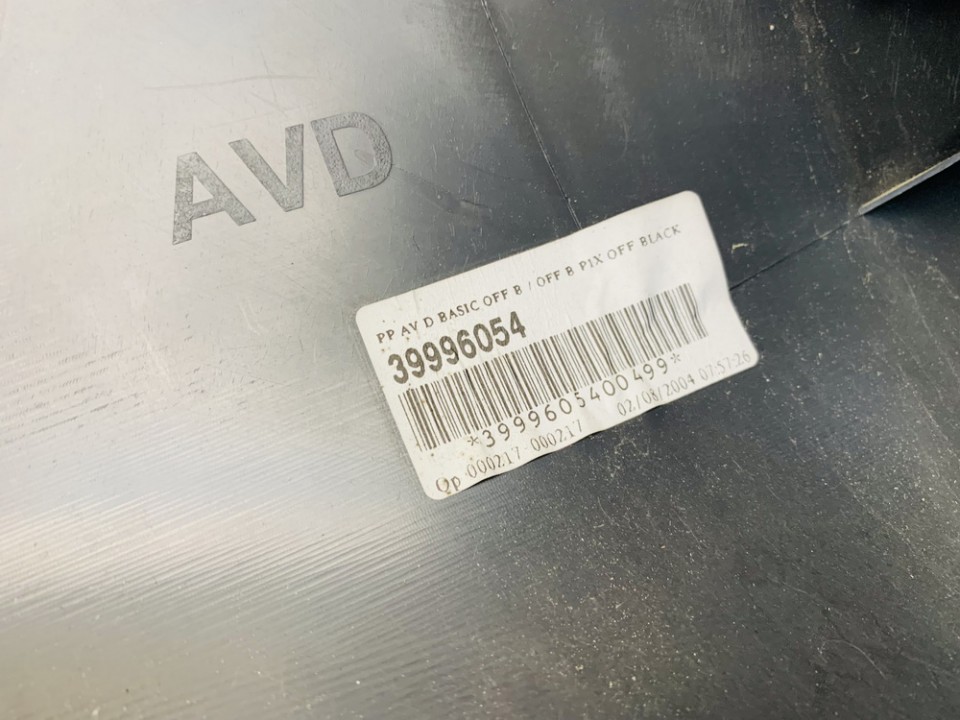 AVD
PP AV D BASIC OFF B / OFF B PIX OFF BLACK
39996054
*3999605400499*
Qp 000217-000217 02/08/2004 07:57:26